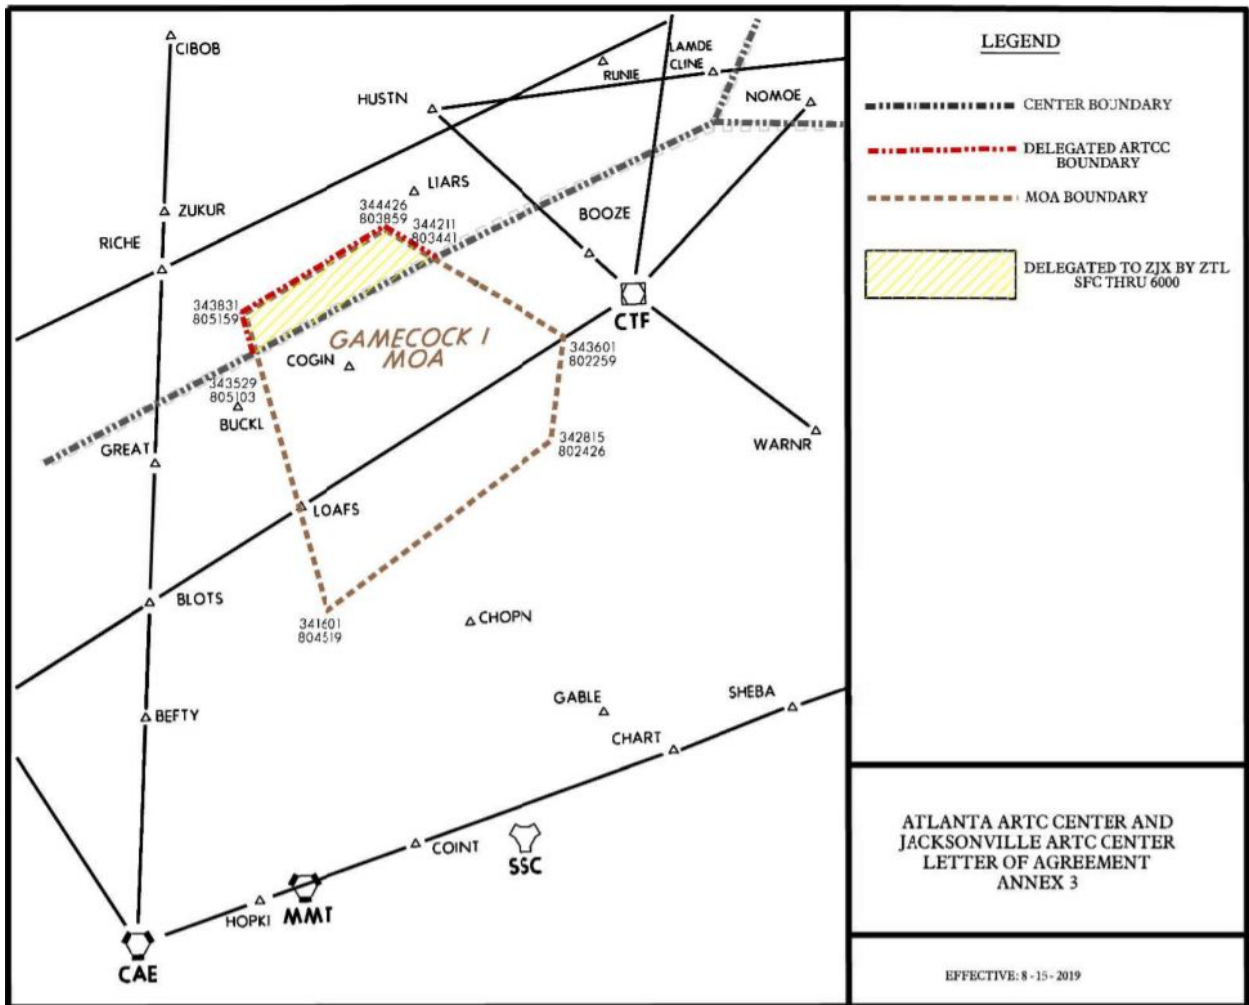 CIBOB
LAMDE
RUNIE
CLINE
HUSTN
NOMOE
LIARS
ZUKUR
344426
803859
344211
803441
BOOZE
RICHE
343831
805159
GAMECOCK I
MOA
CTF
COGIN
343601
802259
343529
805103
BUCKL
GREAT
342815
802426
WARNR
LOAFS
BLOTS
341601
804519
CHOPN
BEFTY
GABLE
SHEBA
CHART
COINT
SSC
HOPKI
MMT
CAE
LEGEND
CENTER BOUNDARY
DELEGATED ARTCC
BOUNDARY
MOA BOUNDARY
DELEGATED TO ZJX BY ZTL
SFC THRU 6000
ATLANTA ARTC CENTER AND
JACKSONVILLE ARTC CENTER
LETTER OF AGREEMENT
ANNEX 3
EFFECTIVE: 8-15-2019